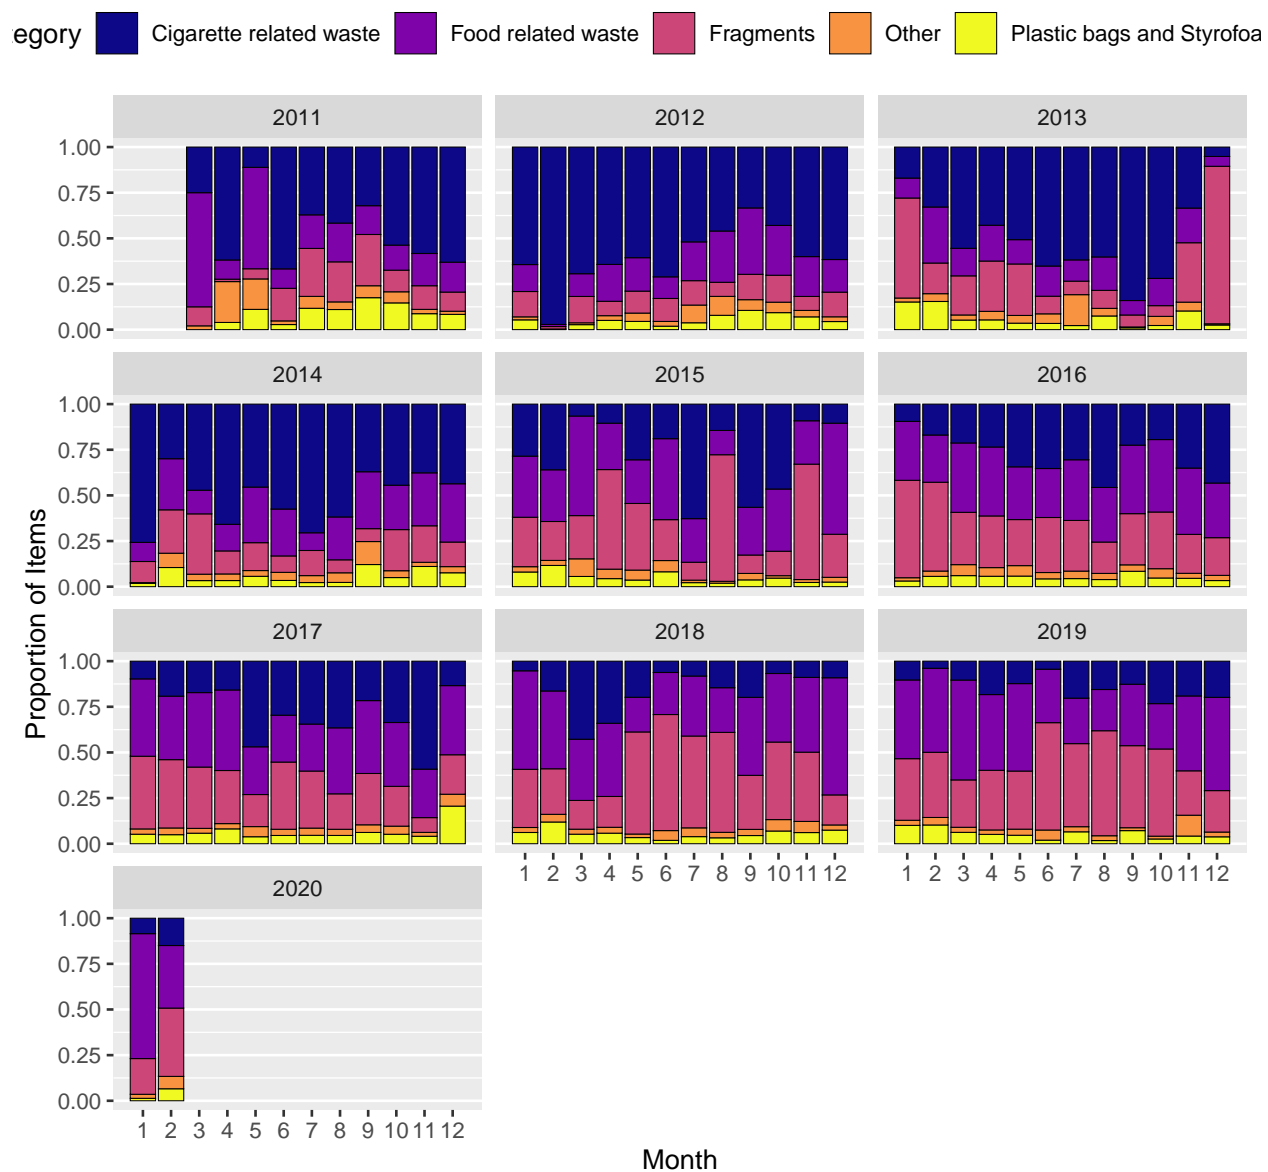 egory Cigarette related waste Food related waste Fragments Other Plastic bags and Styrofoa
2011 2012 2013
1.00
0.75
0.50
0.25
0.00
2014 2015 2016
1.00
0.75
0.50
0.25
0.00
2017 2018 2019
1.00
0.75
0.50
0.25
0.00
1 2 3 4 5 6 7 8 9 10 11 12 1 2 3 4 5 6 7 8 9 10 11 12
2020
1.00
0.75
0.50
0.25
0.00
1 2 3 4 5 6 7 8 9 10 11 12
Proportion of Items
Month